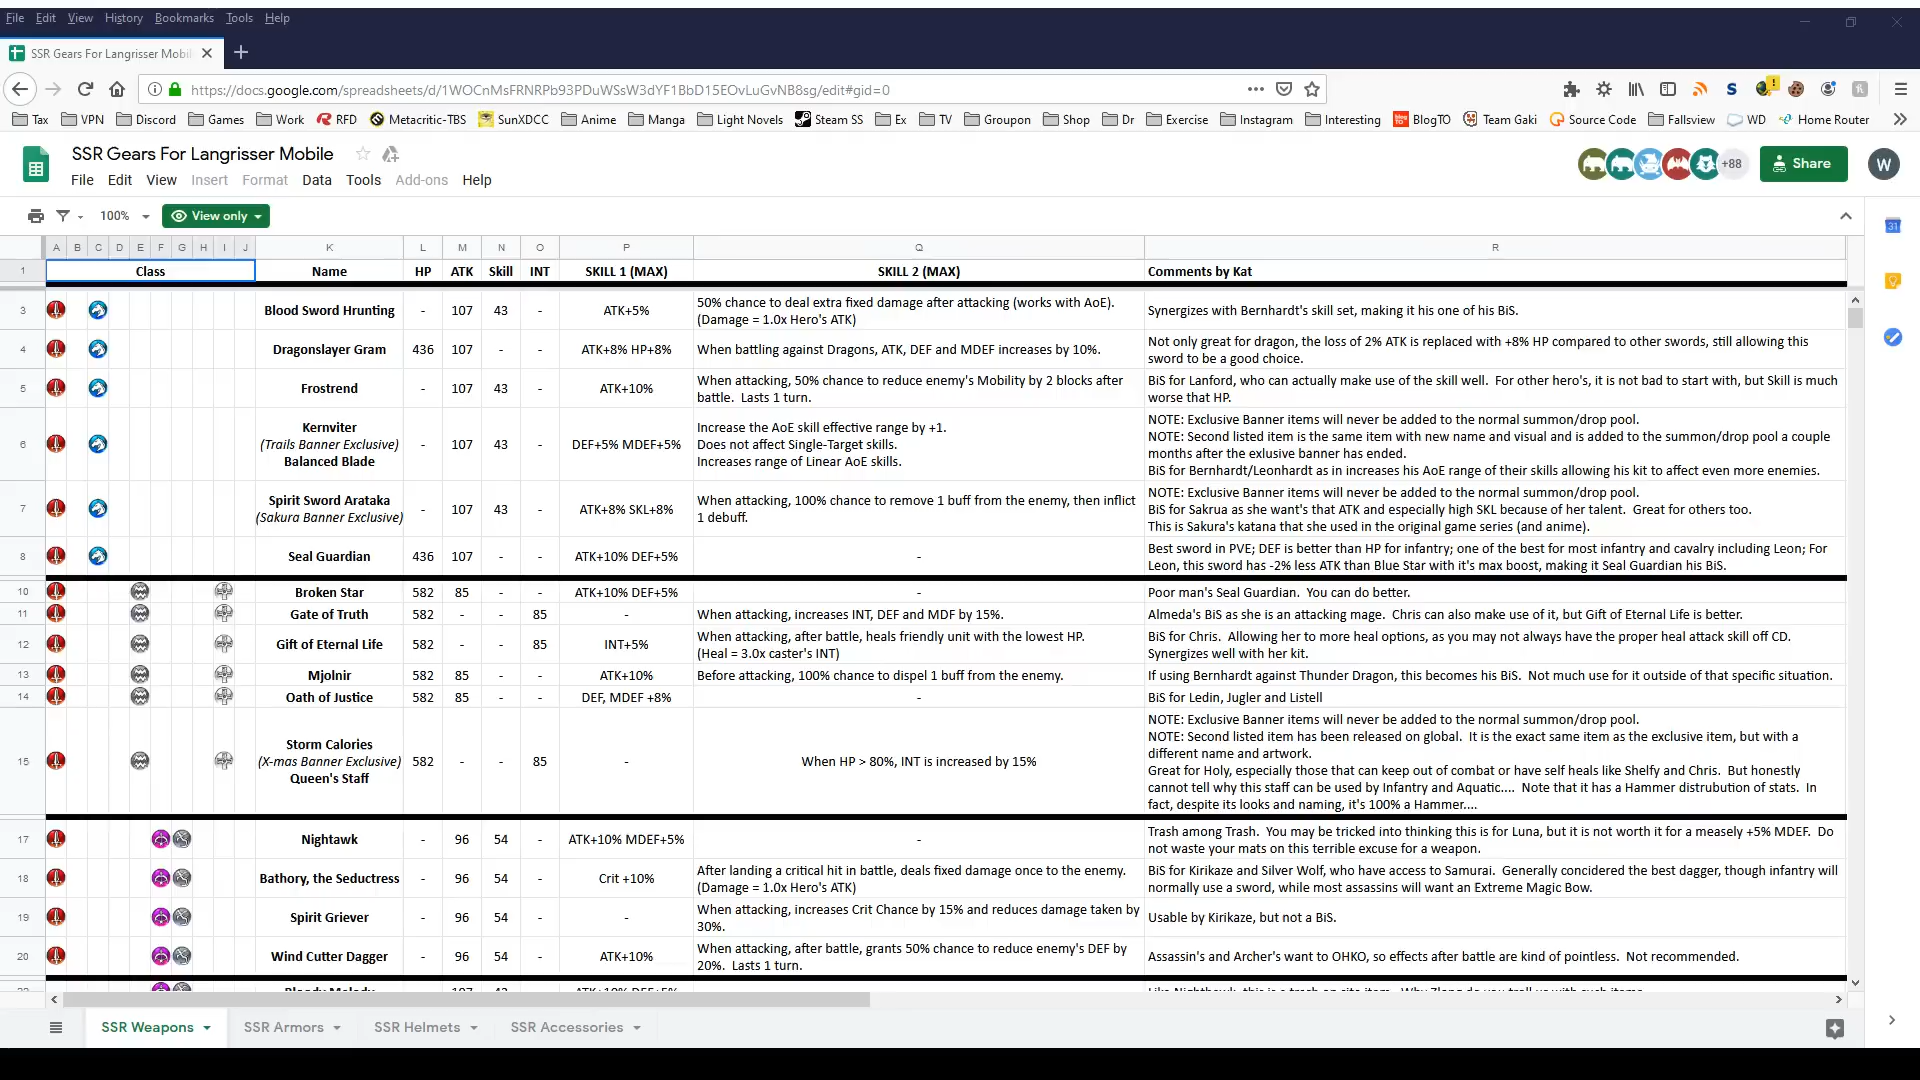 File Edit View History Bookmarks Tools Help
SSR Gears For Langrisser Mobil
https://docs.google.com/spreadsheets/d/1WOCnMsFRNRPb93PDuWSsW3dYF1BbD15EOvLuGvNB8sg/edit#gid=0
Tax VPN Discord Games Work RFD Metacritic-TBS SunXDCC Anime Manga Light Novels Steam SS Ex TV Groupon Shop Dr Exercise Instagram Interesting BlogTO Team Gaki Source Code Fallsview WD Home Router
SSR Gears For Langrisser Mobile
+88 Share W
File Edit View Insert Format Data Tools Add-ons Help
100% View only
31
A B C D E F G H I J K L M N O P Q R
1 Class Name HP ATK Skill INT SKILL 1 (MAX) SKILL 2 (MAX) Comments by Kat
3 Blood Sword Hrunting - 107 43 - ATK+5%
50% chance to deal extra fixed damage after attacking (works with AoE).
(Damage = 1.0x Hero's ATK)
Synergizes with Bernhardt's skill set, making it his one of his BiS.
4 Dragonslayer Gram 436 107 - - ATK+8% HP+8% When battling against Dragons, ATK, DEF and MDEF increases by 10%.
Not only great for dragon, the loss of 2% ATK is replaced with +8% HP compared to other swords, still allowing this
sword to be a good choice.
5 Frostrend - 107 43 - ATK+10%
When attacking, 50% chance to reduce enemy's Mobility by 2 blocks after
battle. Lasts 1 turn.
BiS for Lanford, who can actually make use of the skill well. For other hero's, it is not bad to start with, but Skill is much
worse that HP.
6 Kernviter
(Trails Banner Exclusive)
Balanced Blade
- 107 43 - DEF+5% MDEF+5%
Increase the AoE skill effective range by +1.
Does not affect Single-Target skills.
Increases range of Linear AoE skills.
NOTE: Exclusive Banner items will never be added to the normal summon/drop pool.
NOTE: Second listed item is the same item with new name and visual and is added to the summon/drop pool a couple
months after the exlusive banner has ended.
BiS for Bernhardt/Leonhardt as in increases his AoE range of their skills allowing his kit to affect even more enemies.
7 Spirit Sword Arataka
(Sakura Banner Exclusive)
- 107 43 - ATK+8% SKL+8%
When attacking, 100% chance to remove 1 buff from the enemy, then inflict
1 debuff.
NOTE: Exclusive Banner items will never be added to the normal summon/drop pool.
BiS for Sakrua as she want's that ATK and especially high SKL because of her talent. Great for others too.
This is Sakura's katana that she used in the original game series (and anime).
8 Seal Guardian 436 107 - - ATK+10% DEF+5% -
Best sword in PVE; DEF is better than HP for infantry; one of the best for most infantry and cavalry including Leon; For
Leon, this sword has -2% less ATK than Blue Star with it's max boost, making it Seal Guardian his BiS.
10 Broken Star 582 85 - - ATK+10% DEF+5% - Poor man's Seal Guardian. You can do better.
11 Gate of Truth 582 - - 85 - When attacking, increases INT, DEF and MDF by 15%. Almeda's BiS as she is an attacking mage. Chris can also make use of it, but Gift of Eternal Life is better.
12 Gift of Eternal Life 582 - - 85 INT+5%
When attacking, after battle, heals friendly unit with the lowest HP.
(Heal = 3.0x caster's INT)
BiS for Chris. Allowing her to more heal options, as you may not always have the proper heal attack skill off CD.
Synergizes well with her kit.
13 Mjolnir 582 85 - - ATK+10% Before attacking, 100% chance to dispel 1 buff from the enemy. If using Bernhardt against Thunder Dragon, this becomes his BiS. Not much use for it outside of that specific situation.
14 Oath of Justice 582 85 - - DEF, MDEF +8% - BiS for Ledin, Jugler and Listell
15 Storm Calories
(X-mas Banner Exclusive)
Queen's Staff
582 - - 85 - When HP > 80%, INT is increased by 15%
NOTE: Exclusive Banner items will never be added to the normal summon/drop pool.
NOTE: Second listed item has been released on global. It is the exact same item as the exclusive item, but with a
different name and artwork.
Great for Holy, especially those that can keep out of combat or have self heals like Shelfy and Chris. But honestly
cannot tell why this staff can be used by Infantry and Aquatic.... Note that it has a Hammer distrubution of stats. In
fact, despite its looks and naming, it's 100% a Hammer....
17 Nightawk - 96 54 - ATK+10% MDEF+5% -
Trash among Trash. You may be tricked into thinking this is for Luna, but it is not worth it for a measely +5% MDEF. Do
not waste your mats on this terrible excuse for a weapon.
18 Bathory, the Seductress - 96 54 - Crit +10%
After landing a critical hit in battle, deals fixed damage once to the enemy.
(Damage = 1.0x Hero's ATK)
BiS for Kirikaze and Silver Wolf, who have access to Samurai. Generally concidered the best dagger, though infantry will
normally use a sword, while most assassins will want an Extreme Magic Bow.
19 Spirit Griever - 96 54 - -
When attacking, increases Crit Chance by 15% and reduces damage taken by
30%.
Usable by Kirikaze, but not a BiS.
20 Wind Cutter Dagger - 96 54 - ATK+10%
When attacking, after battle, grants 50% chance to reduce enemy's DEF by
20%. Lasts 1 turn.
Assassin's and Archer's want to OHKO, so effects after battle are kind of pointless. Not recommended.
SSR Weapons SSR Armors SSR Helmets SSR Accessories